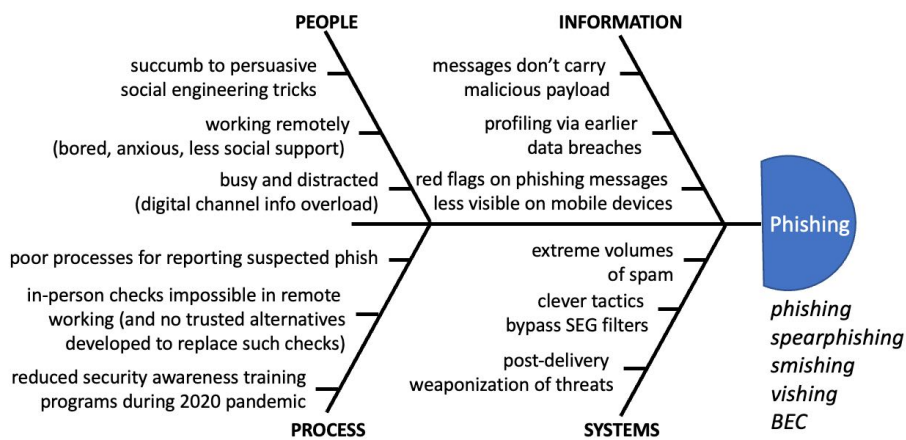 PEOPLE
succumb to persuasive
social engineering tricks
working remotely
(bored, anxious, less social support)
busy and distracted
(digital channel info overload)
INFORMATION
messages don’t carry
malicious payload
profiling via earlier
data breaches
red flags on phishing messages
less visible on mobile devices
poor processes for reporting suspected phish
in-person checks impossible in remote
working (and no trusted alternatives
developed to replace such checks)
reduced security awareness training
programs during 2020 pandemic
PROCESS
extreme volumes
of spam
clever tactics
bypass SEG filters
post-delivery
weaponization of threats
SYSTEMS
Phishing
phishing
spearphishing
smishing
vishing
BEC